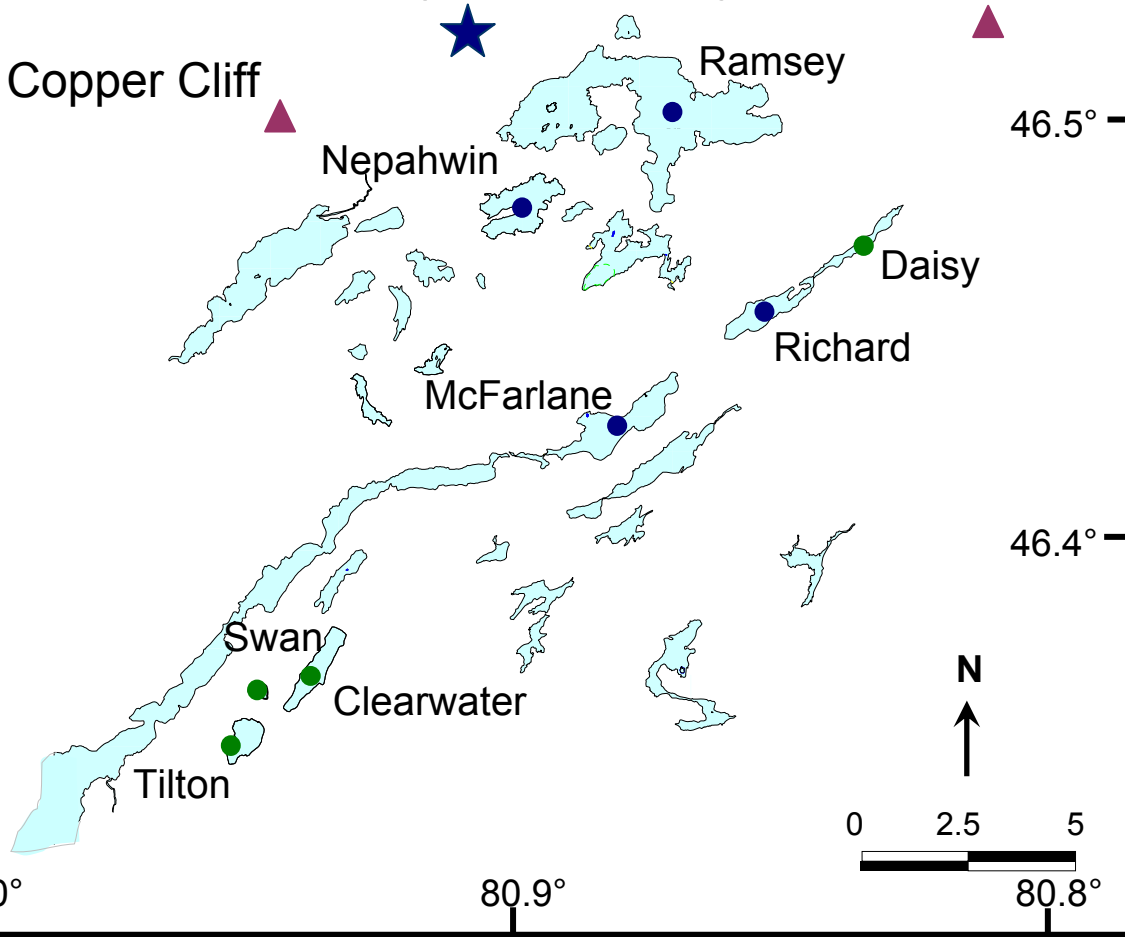 Ramsey
Copper Cliff
46.5°
Nepahwin
Daisy
Richard
McFarlane
46.4°
Swan
N
Clearwater
Tilton
0 2.5 5
0° 80.9° 80.8°